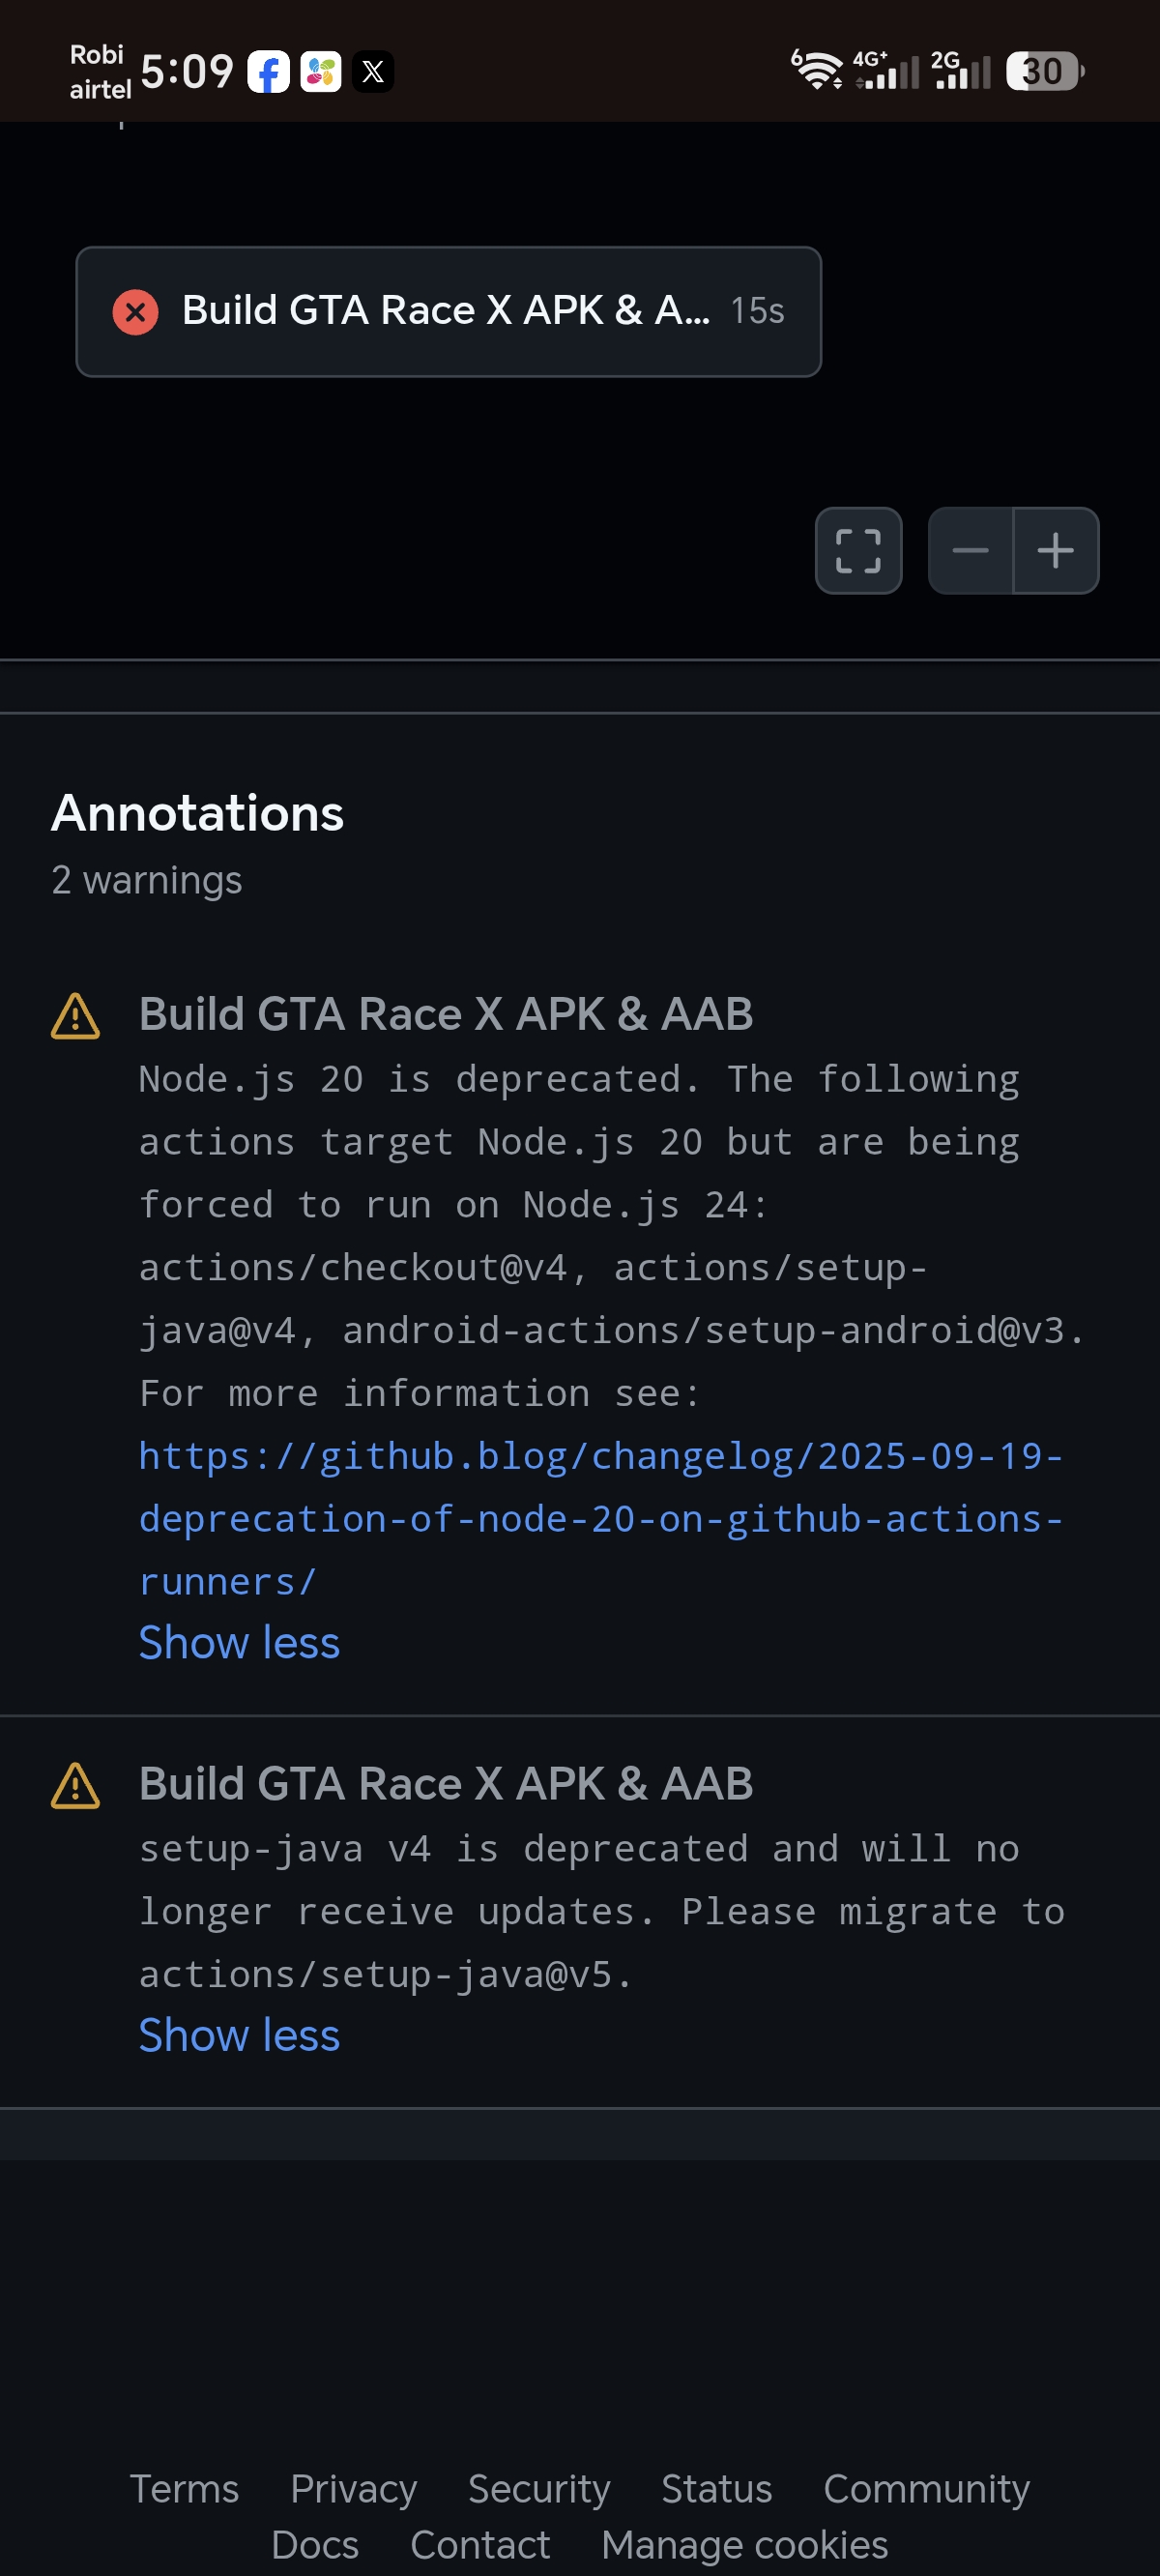 Robi
airtel
5:09
6
4G+
2G
30
Build GTA Race X APK & A... 15s
Annotations
2 warnings
Build GTA Race X APK & AAB
Node.js 20 is deprecated. The following
actions target Node.js 20 but are being
forced to run on Node.js 24:
actions/checkout@v4, actions/setup-
java@v4, android-actions/setup-android@v3.
For more information see:
https://github.blog/changelog/2025-09-19-
deprecation-of-node-20-on-github-actions-
runners/
Show less
Build GTA Race X APK & AAB
setup-java v4 is deprecated and will no
longer receive updates. Please migrate to
actions/setup-java@v5.
Show less
Terms Privacy Security Status Community
Docs Contact Manage cookies